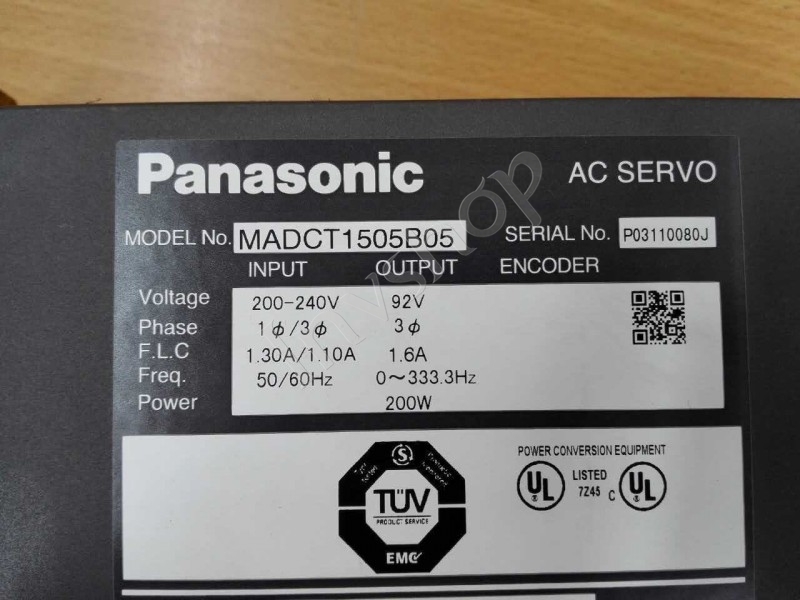 Panasonic AC SERVO
MODEL No. MADCT1505B05 SERIAL No. P03110080J
INPUT OUTPUT ENCODER
Voltage 200-240V 92V
Phase 1ϕ/3ϕ 3ϕ
F.L.C 1.30A/1.10A 1.6A
Freq. 50/60Hz 0~333.3Hz
Power 200W
POWER CONVERSION EQUIPMENT
UL LISTED 7Z45 C UL
TÜV
PRODUCT SERVICE
EMC